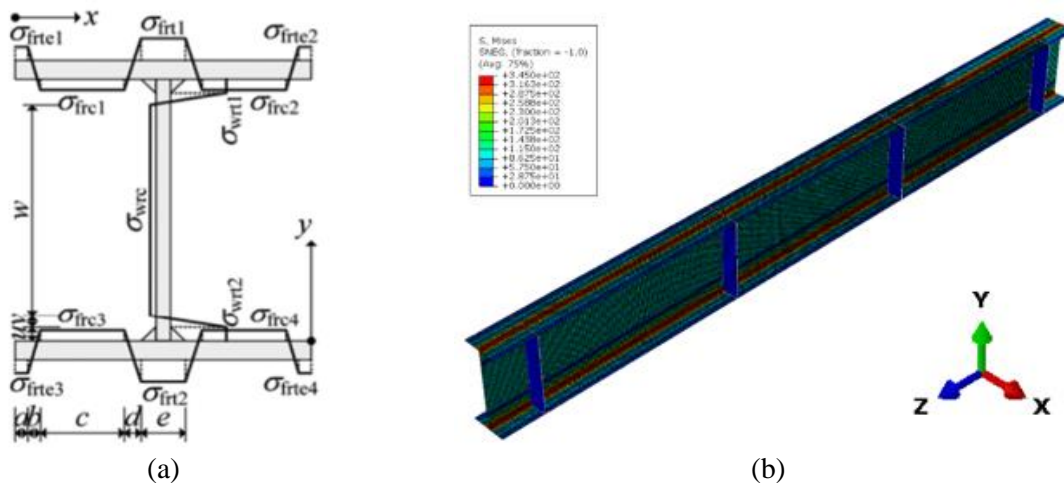 x
σfrte1
σfrt1
σfrte2
σfrc1
σwrt1
σfrc2
w
σwrc
y
σwrt2
u v
σfrc3
σfrc4
σfrte3
σfrt2
σfrte4
a b c d e
(a)
S, Mises
SNEG, (fraction = -1.0)
(Avg: 75%)
+3.450e+02
+3.163e+02
+2.875e+02
+2.588e+02
+2.300e+02
+2.013e+02
+1.725e+02
+1.438e+02
+1.150e+02
+8.625e+01
+5.750e+01
+2.875e+01
+0.000e+00
Y
Z
X
(b)